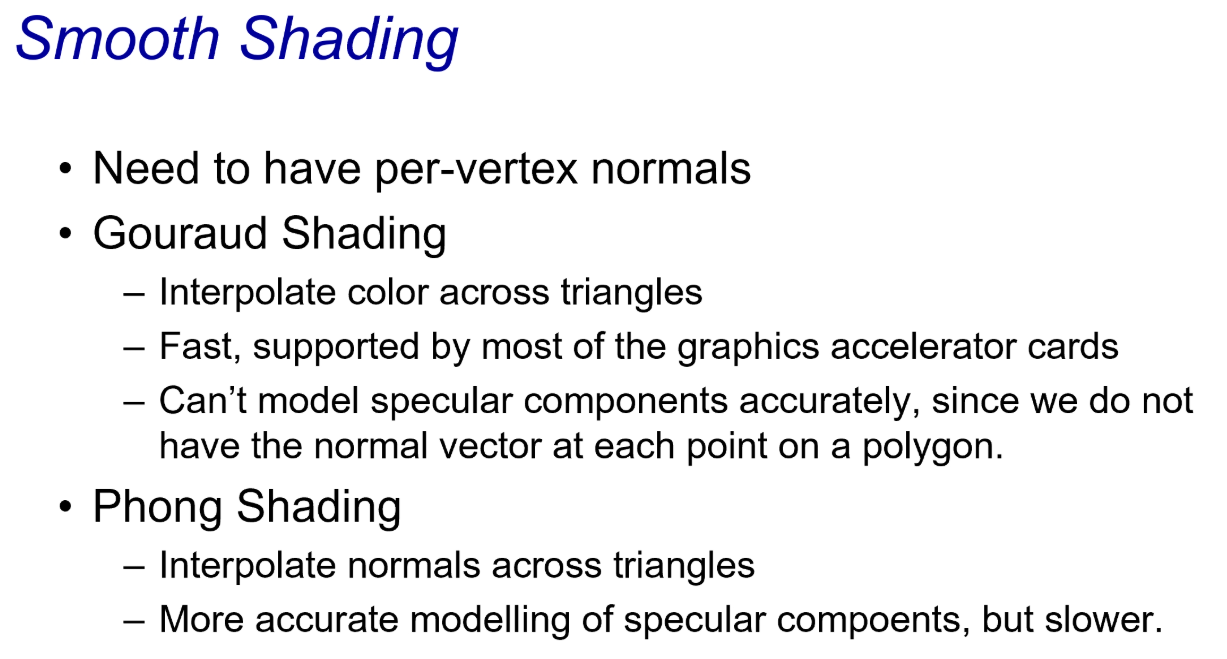 Smooth Shading
• Need to have per-vertex normals
• Gouraud Shading
– Interpolate color across triangles
– Fast, supported by most of the graphics accelerator cards
– Can’t model specular components accurately, since we do not
have the normal vector at each point on a polygon.
• Phong Shading
– Interpolate normals across triangles
– More accurate modelling of specular compoents, but slower.